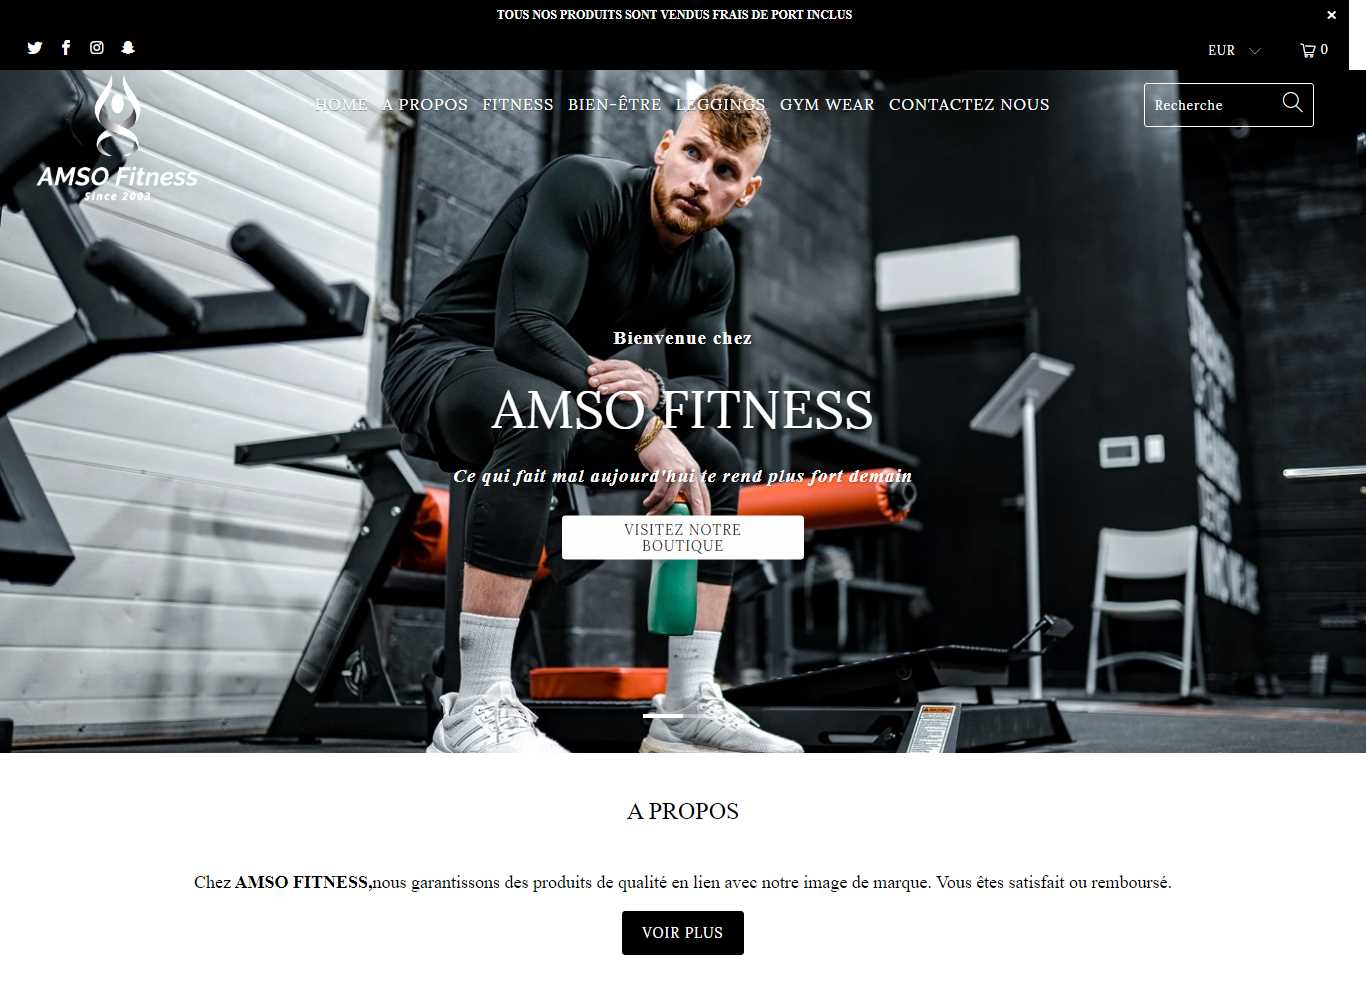 TOUS NOS PRODUITS SONT VENDUS FRAIS DE PORT INCLUS
EUR
0
HOME A PROPOS FITNESS BIEN-ÊTRE LEGGINGS GYM WEAR CONTACTEZ NOUS
Recherche
AMSO Fitness
Since 2003
Bienvenue chez
AMSO FITNESS
Ce qui fait mal aujourd'hui te rend plus fort demain
VISITEZ NOTRE
BOUTIQUE
A PROPOS
Chez AMSO FITNESS,nous garantissons des produits de qualité en lien avec notre image de marque. Vous êtes satisfait ou remboursé.
VOIR PLUS